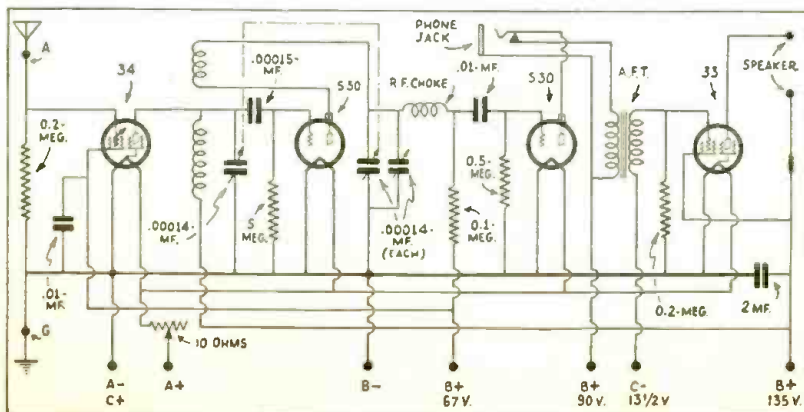 A
34
0.2-
MEG.
.01-
MF.
G
.00015-
MF.
S30
.00014-
MF.
5
MEG.
.00014-
MF.
(EACH)
R.F. CHOKE
PHONE
JACK
.01-MF.
S30
0.5-
MEG.
0.1-
MEG.
A.F.T.
33
SPEAKER
0.2-MEG.
2 MF.
10 OHMS
A-
C+
A+
B-
B+
67 V.
B+
90 V.
C-
13 1/2 V.
B+
135 V.